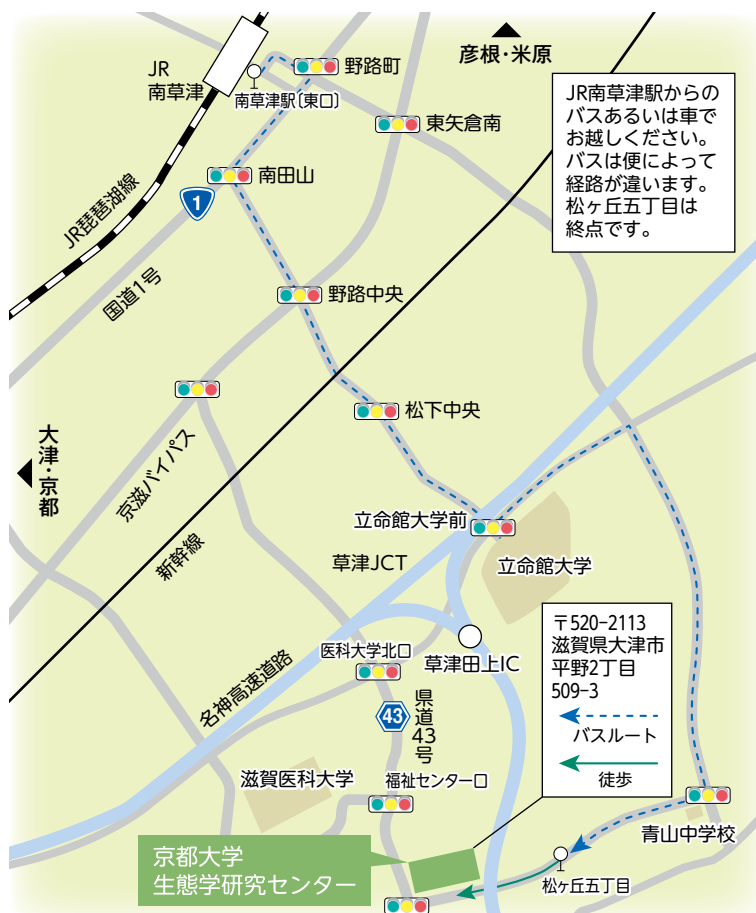 彦根・米原
JR
南草津
野路町
南草津駅〔東口〕
東矢倉南
JR南草津駅からの
バスあるいは車で
お越しください。
バスは便によって
経路が違います。
松ヶ丘五丁目は
終点です。
南田山
1
JR琵琶湖線
国道1号
野路中央
松下中央
大津・京都
京滋バイパス
新幹線
立命館大学前
立命館大学
草津JCT
草津田上IC
医科大学北口
名神高速道路
43
県道43号
〒520-2113
滋賀県大津市
平野2丁目
509-3
バスルート
徒歩
滋賀医科大学
福祉センター口
青山中学校
京都大学
生態学研究センター
松ヶ丘五丁目